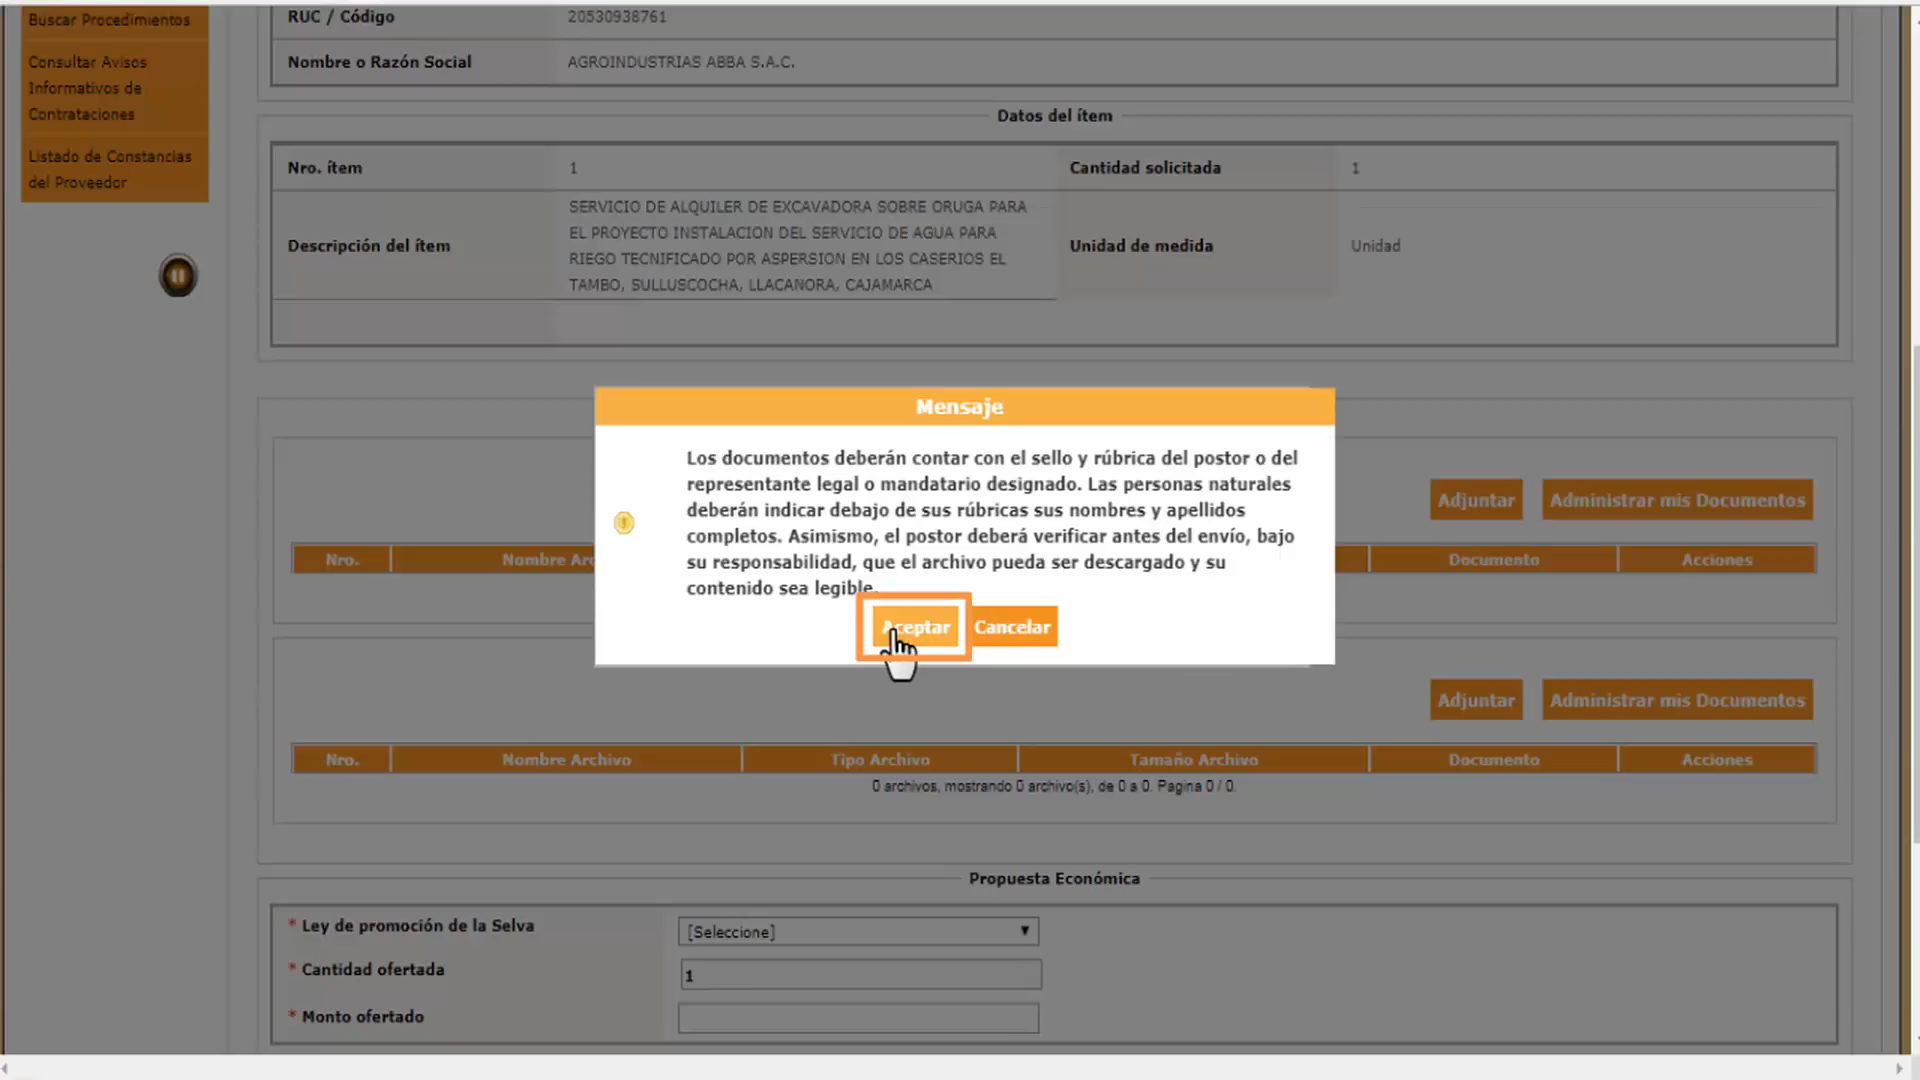 Buscar Procedimientos
Consultar Avisos
Informativos de
Contrataciones
Listado de Constancias
del Proveedor
RUC / Código 20530938761
Nombre o Razón Social AGROINDUSTRIAS ABBA S.A.C.
Datos del ítem
Nro. ítem 1 Cantidad solicitada 1
Descripción del ítem
SERVICIO DE ALQUILER DE EXCAVADORA SOBRE ORUGA PARA
EL PROYECTO INSTALACION DEL SERVICIO DE AGUA PARA
RIEGO TECNIFICADO POR ASPERSION EN LOS CASERIOS EL
TAMBO, SULLUSCOCHA, LLACANORA, CAJAMARCA
Unidad de medida Unidad
Mensaje
Los documentos deberán contar con el sello y rúbrica del postor o del
representante legal o mandatario designado. Las personas naturales
deberán indicar debajo de sus rúbricas sus nombres y apellidos
completos. Asimismo, el postor deberá verificar antes del envío, bajo
su responsabilidad, que el archivo pueda ser descargado y su
contenido sea legible.
Aceptar Cancelar
Adjuntar Administrar mis Documentos
Nro. Nombre Arc Documento Acciones
Adjuntar Administrar mis Documentos
Nro. Nombre Archivo Tipo Archivo Tamaño Archivo Documento Acciones
0 archivos, mostrando 0 archivo(s), de 0 a 0. Pagina 0 / 0.
Propuesta Económica
* Ley de promoción de la Selva [Seleccione]
* Cantidad ofertada 1
* Monto ofertado